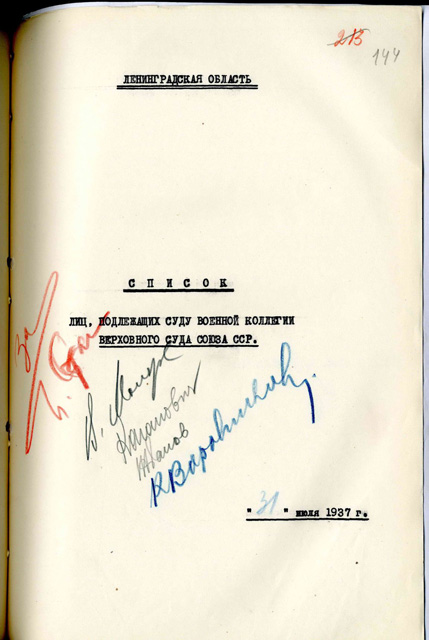 213
144
ЛЕНИНГРАДСКАЯ ОБЛАСТЬ
СПИСОК
ЛИЦ, ПОДЛЕЖАЩИХ СУДУ ВОЕННОЙ КОЛЛЕГИИ
ВЕРХОВНОГО СУДА СОЮЗА ССР.
за
И. Ст
В. Молотов
Каганович
Жданов
К Ворошилов.
"31" июля 1937 г.